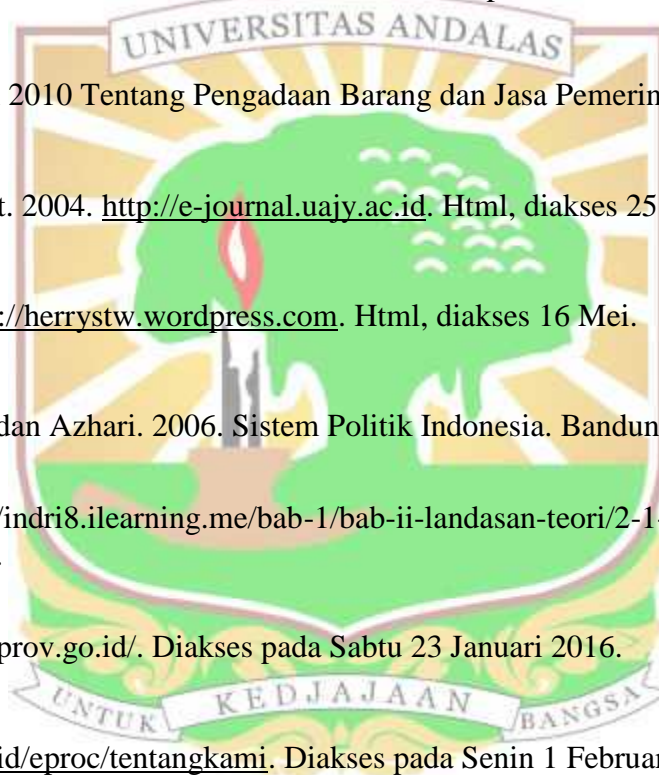 UNIVERSITAS ANDALAS
2010 Tentang Pengadaan Barang dan Jasa Pemerin
t. 2004. http://e-journal.uajy.ac.id. Html, diakses 25
://herrystw.wordpress.com. Html, diakses 16 Mei.
dan Azhari. 2006. Sistem Politik Indonesia. Bandun
/indri8.ilearning.me/bab-1/bab-ii-landasan-teori/2-1-
prov.go.id/. Diakses pada Sabtu 23 Januari 2016.
UNTUK KEDJAJAAN BANGSA
id/eproc/tentangkami. Diakses pada Senin 1 Februar